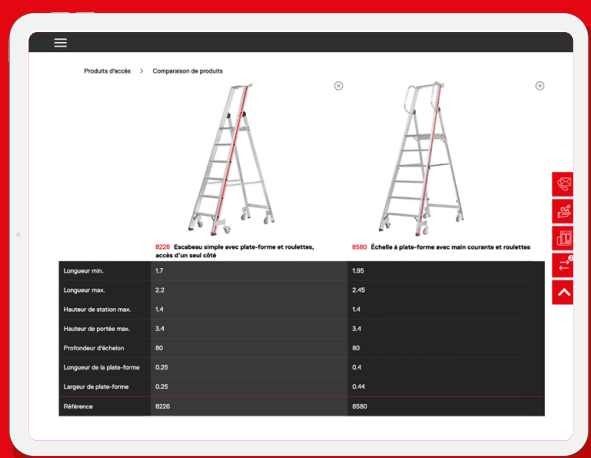 Produits d'accès > Comparaison de produits
8226 Escabeau simple avec plate-forme et roulettes,
accès d'un seul côté
8580 Échelle à plate-forme avec main courante et roulettes
2
Longueur min. 1.7 1.95
Longueur max. 2.2 2.45
Hauteur de station max. 1.4 1.4
Hauteur de portée max. 3.4 3.4
Profondeur d'échelon 80 80
Longueur de la plate-forme 0.25 0.4
Largeur de plate-forme 0.25 0.44
Référence 8226 8580